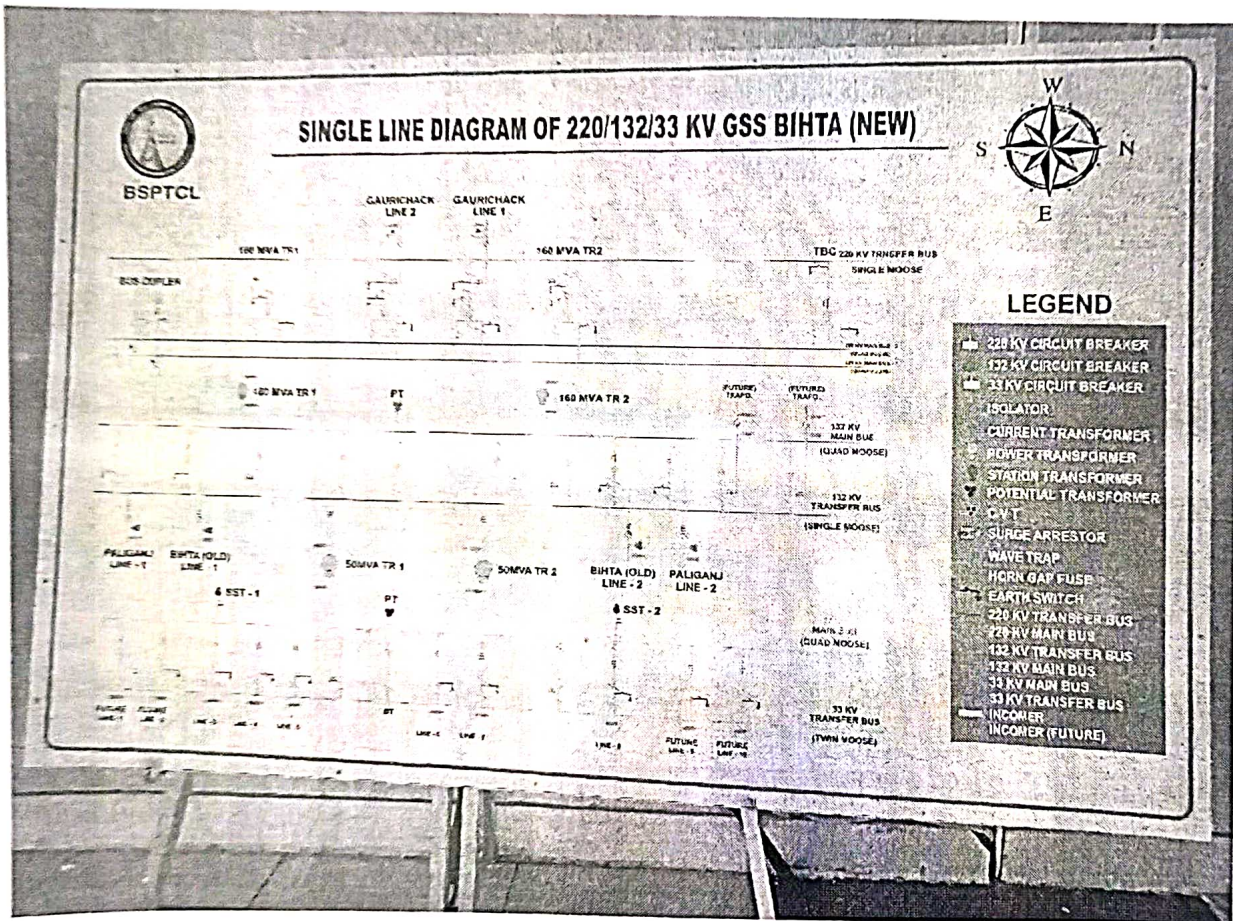 BSPTCL
SINGLE LINE DIAGRAM OF 220/132/33 KV GSS BIHTA (NEW)
W
S
N
E
GAURICHACK
LINE 2
GAURICHACK
LINE 1
160 MVA TR1
160 MVA TR2
TBC 220 KV TRNSFER BUS
SINGLE MOOSE
160 MVA TR 1
PT
160 MVA TR 2
(FUTURE)
(FUTURE)
132 KV
MAIN BUS
(QUAD MOOSE)
132 KV
TRANSFER BUS
(SINGLE MOOSE)
PALIGANJ
LINE - 1
BIHTA (OLD)
LINE - 1
50MVA TR 1
50MVA TR 2
BIHTA (OLD)
LINE - 2
PALIGANJ
LINE - 2
SST - 1
PT
SST - 2
(QUAD MOOSE)
33 KV
TRANSFER BUS
(TWIN MOOSE)
FUTURE
FUTURE
FUTURE
FUTURE
LINE - 10
LEGEND
220 KV CIRCUIT BREAKER
132 KV CIRCUIT BREAKER
33 KV CIRCUIT BREAKER
ISOLATOR
CURRENT TRANSFORMER
POWER TRANSFORMER
STATION TRANSFORMER
POTENTIAL TRANSFORMER
C.V.T
SURGE ARRESTOR
WAVE TRAP
HORN GAP FUSE
EARTH SWITCH
220 KV TRANSFER BUS
220 KV MAIN BUS
132 KV TRANSFER BUS
132 KV MAIN BUS
33 KV MAIN BUS
33 KV TRANSFER BUS
INCOMER
INCOMER (FUTURE)